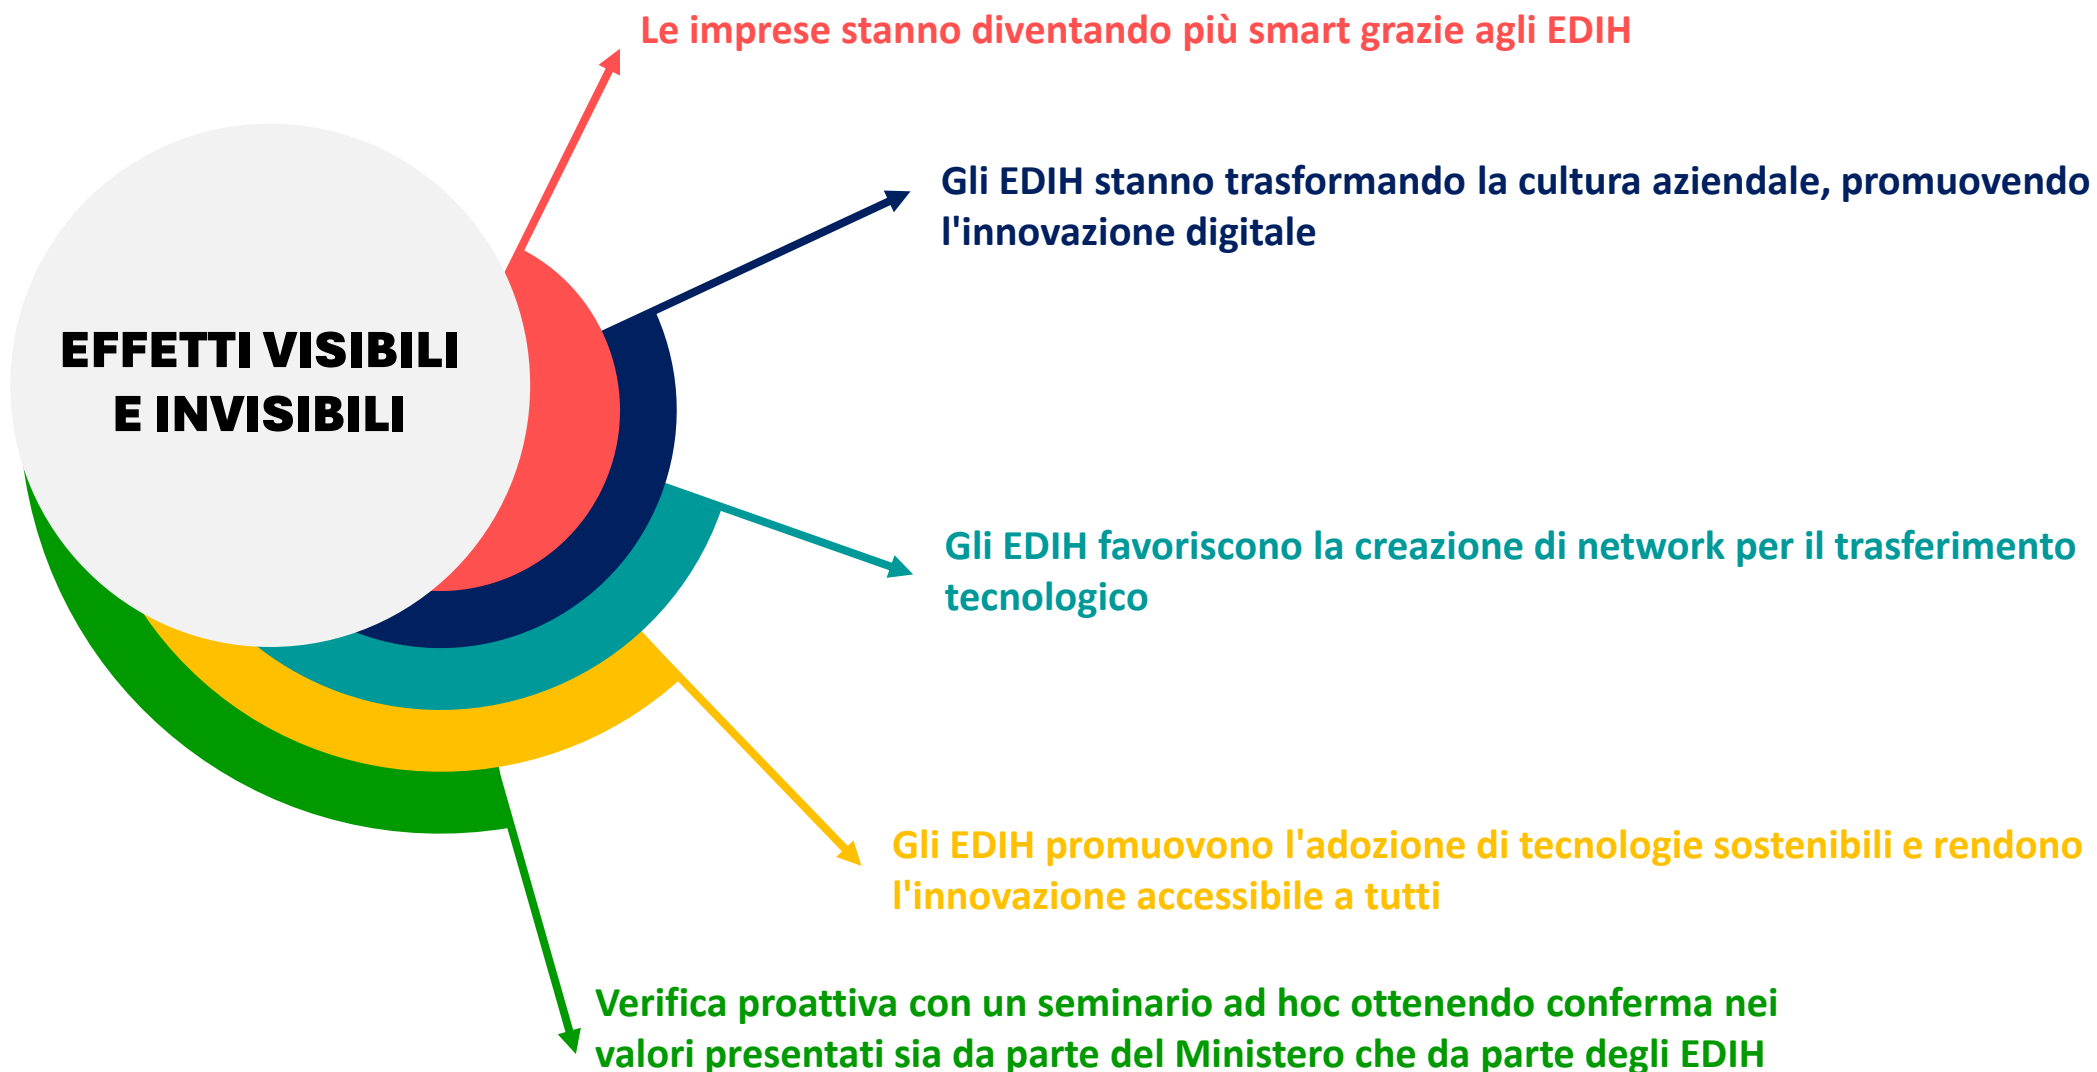 Le imprese stanno diventando più smart grazie agli EDIH
Gli EDIH stanno trasformando la cultura aziendale, promuovendo
l'innovazione digitale
EFFETTI VISIBILI
E INVISIBILI
Gli EDIH favoriscono la creazione di network per il trasferimento
tecnologico
Gli EDIH promuovono l'adozione di tecnologie sostenibili e rendono
l'innovazione accessibile a tutti
Verifica proattiva con un seminario ad hoc ottenendo conferma nei
valori presentati sia da parte del Ministero che da parte degli EDIH